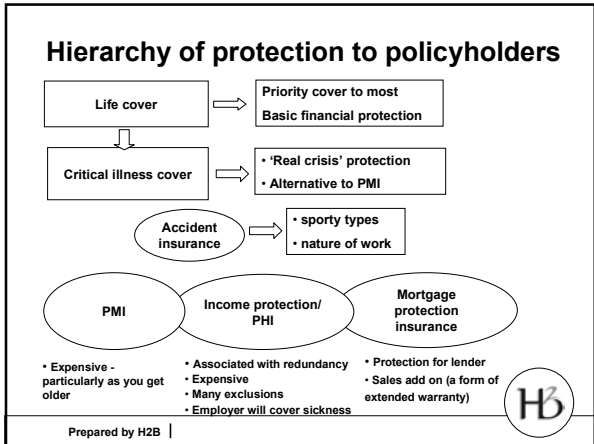 Hierarchy of protection to policyholders
Life cover
Priority cover to most
Basic financial protection
Critical illness cover
• ‘Real crisis’ protection
• Alternative to PMI
Accident
insurance
• sporty types
• nature of work
PMI
Income protection/
PHI
Mortgage
protection
insurance
• Expensive -
particularly as you get
older
• Associated with redundancy
• Expensive
• Many exclusions
• Employer will cover sickness
• Protection for lender
• Sales add on (a form of
extended warranty)
H2B
Prepared by H2B